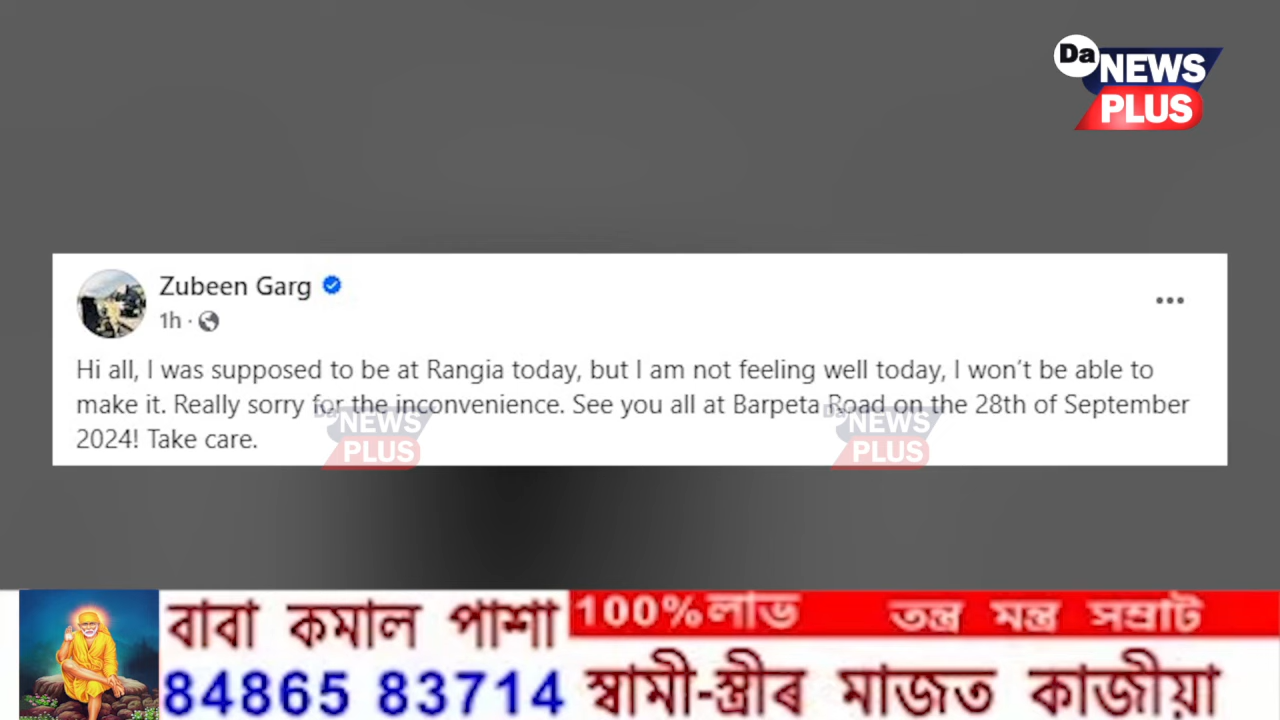 Da
NEWS
PLUS
Zubeen Garg
1h ·
Hi all, I was supposed to be at Rangia today, but I am not feeling well today, I won’t be able to
make it. Really sorry for the inconvenience. See you all at Barpeta Road on the 28th of September
2024! Take care.
Da NEWS
PLUS
Da NEWS
PLUS
বাবা কমাল পাশা
84865 83714
100% লাভ তন্ত্ৰ মন্ত্ৰ সম্ৰাট
স্বামী-স্ত্ৰীৰ মাজত কাজীয়া